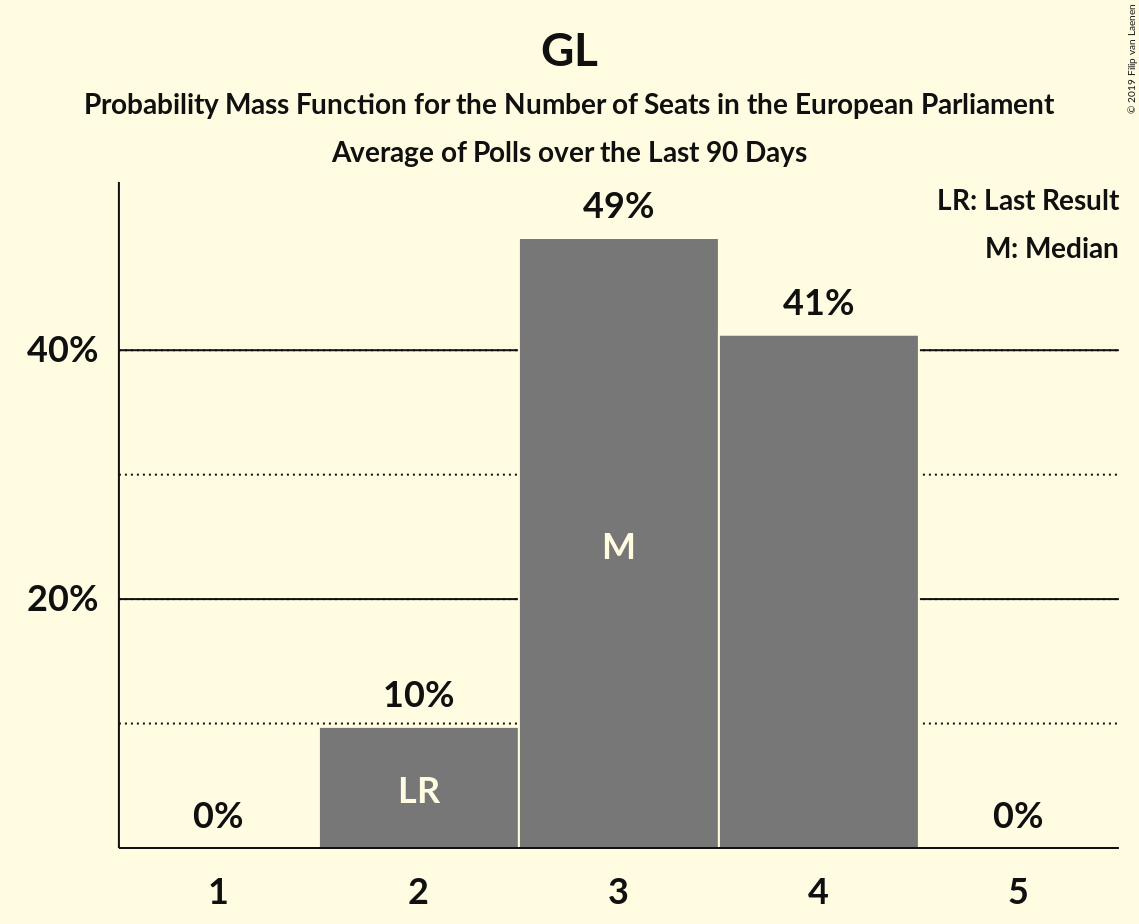 GL
Probability Mass Function for the Number of Seats in the European Parliament
Average of Polls over the Last 90 Days
© 2019 Filip van Laenen
LR: Last Result
M: Median
49%
41%
40%
M
20%
10%
LR
0%
0%
1
2
3
4
5